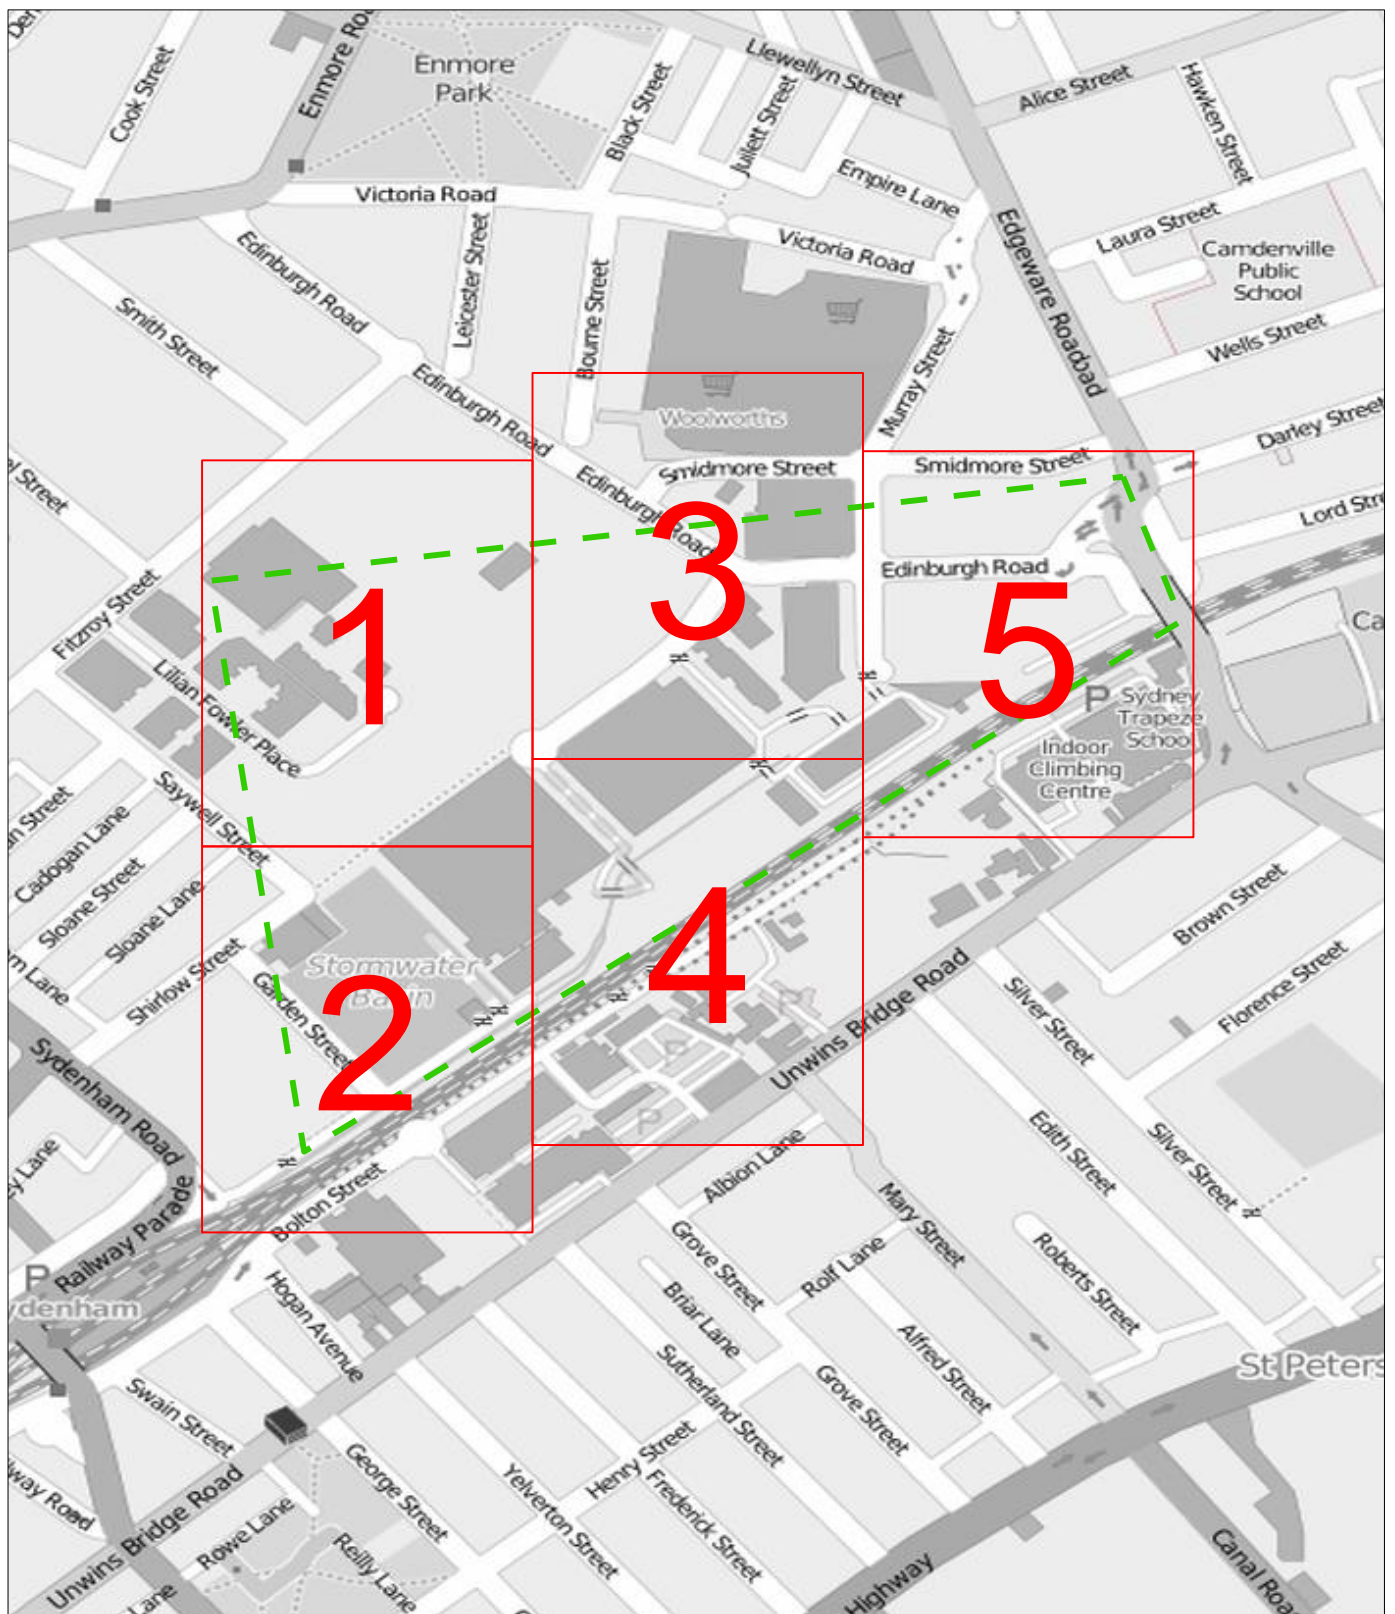 Cook Street
Enmore
Park
Llewellyn Street
Alice Street
Hawken Street
Black Street
Juliett Street
Empire Lane
Victoria Road
Victoria Road
Edinburgh Road
Leicester Street
Bourne Street
Edgeware Roadoad
Laura Street
Camdenville
Public
School
Wells Street
Smith Street
Edinburgh Road
Murray Street
Woolworths
Darley Street
Smidmore Street
Smidmore Street
Edinburgh Road
Edinburgh Road
Fitzroy Street
Lilian Fowler Place
1
3
5
P
Sydney
Trapeze
School
Indoor
Climbing
Centre
Saywell Street
Cadogan Lane
Sloane Street
Sloane Lane
Shirlow Street
Garden Street
Stormwater
Basin
2
4
P
P
P
Brown Street
Florence Street
Unwins Bridge Road
Silver Street
Silver Street
Edith Street
Sydenham Road
Railway Parade
Bolton Street
Albion Lane
Mary Street
Grove Street
Rolf Lane
Roberts Street
Briar Lane
Hogan Avenue
P
Alfred Street
Sutherland Street
Grove Street
St Peters
Swain Street
George Street
Henry Street
Yelverton Street
Frederick Street
Unwins Bridge Road
Rowe Lane
Reilly Lane
Highway